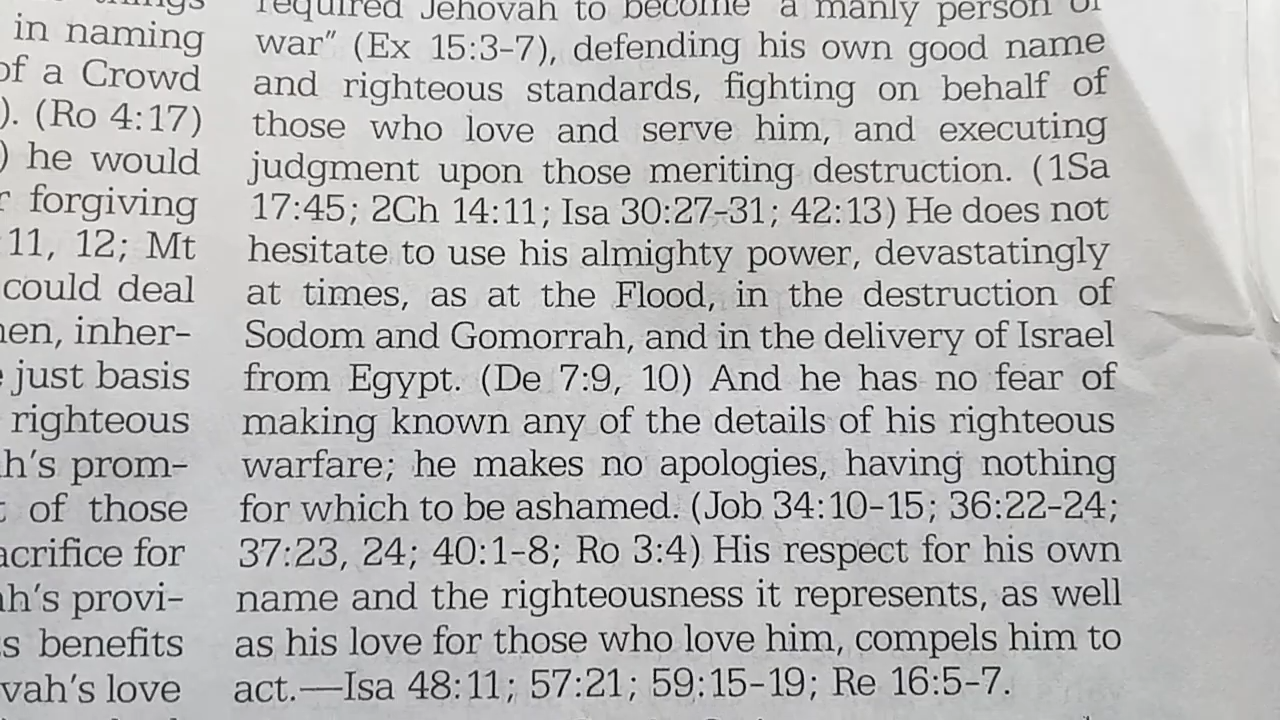 in naming
of a Crowd
). (Ro 4:17)
) he would
forgiving
11, 12; Mt
could deal
inher-
just basis
righteous
prom-
of those
for
provi-
benefits
love
required Jehovah to become "a manly person of
war" (Ex 15:3-7), defending his own good name
and righteous standards, fighting on behalf of
those who love and serve him, and executing
judgment upon those meriting destruction. (1Sa
17:45; 2Ch 14:11; Isa 30:27-31; 42:13) He does not
hesitate to use his almighty power, devastatingly
at times, as at the Flood, in the destruction of
Sodom and Gomorrah, and in the delivery of Israel
from Egypt. (De 7:9, 10) And he has no fear of
making known any of the details of his righteous
warfare; he makes no apologies, having nothing
for which to be ashamed. (Job 34:10-15; 36:22-24;
37:23, 24; 40:1-8; Ro 3:4) His respect for his own
name and the righteousness it represents, as well
as his love for those who love him, compels him to
act.—Isa 48:11; 57:21; 59:15-19; Re 16:5-7.